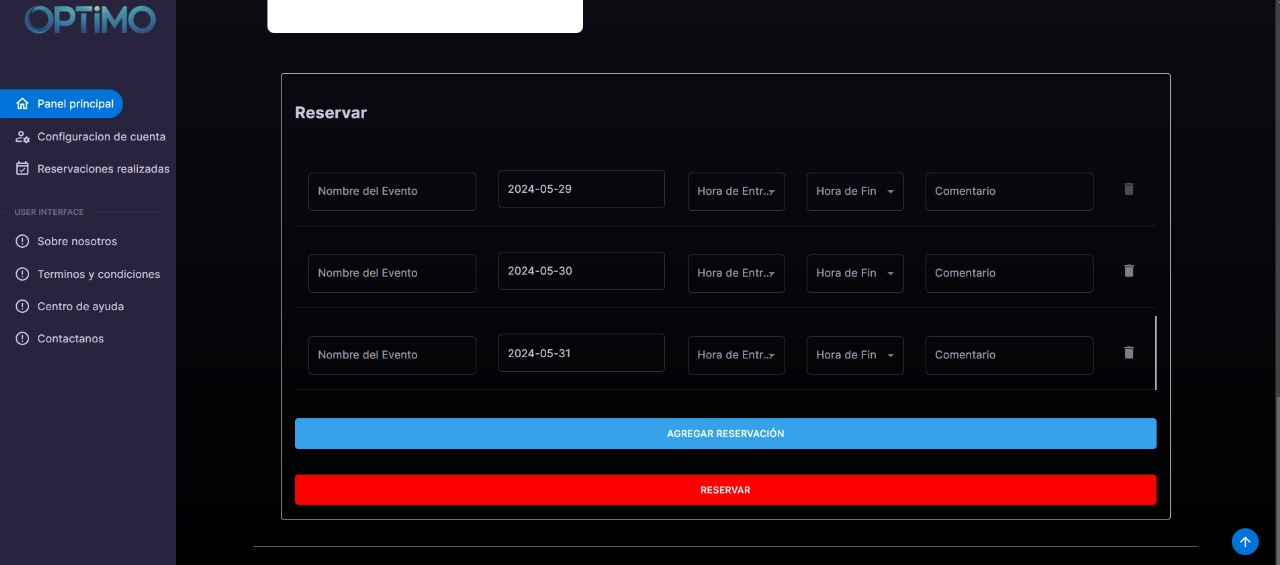 OPTiMO
Panel principal
Configuracion de cuenta
Reservaciones realizadas
USER INTERFACE
Sobre nosotros
Terminos y condiciones
Centro de ayuda
Contactanos
Reservar
Nombre del Evento 2024-05-29 Hora de Entr... Hora de Fin Comentario
Nombre del Evento 2024-05-30 Hora de Entr... Hora de Fin Comentario
Nombre del Evento 2024-05-31 Hora de Entr... Hora de Fin Comentario
AGREGAR RESERVACIÓN
RESERVAR